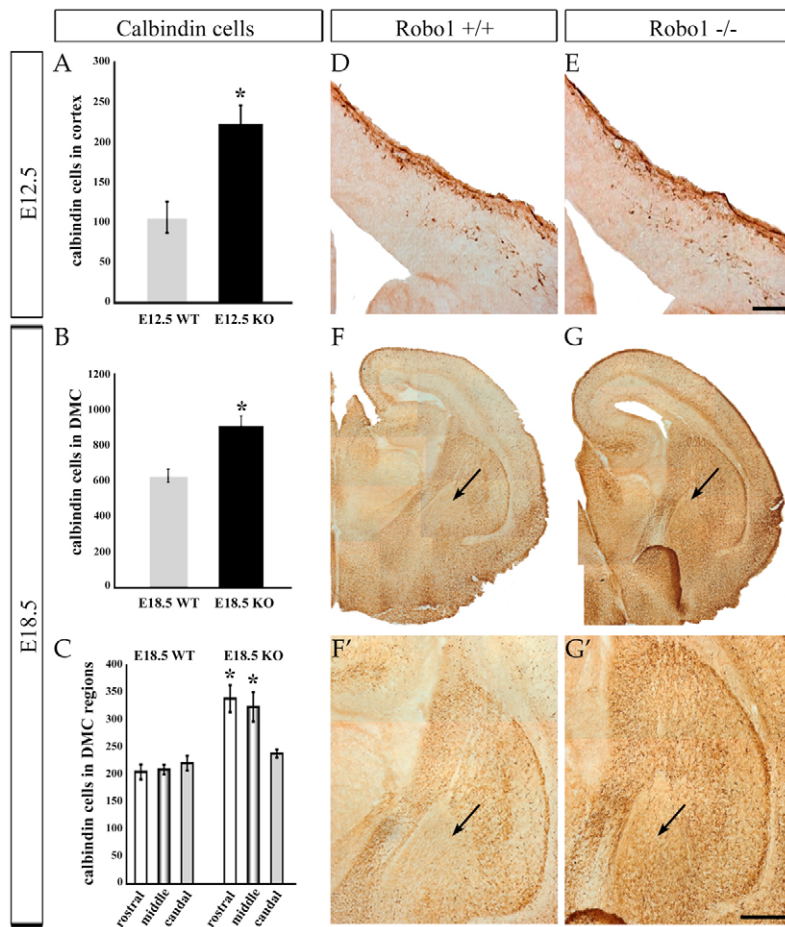 Calbindin cells
Robo1 +/+
Robo1 -/-
E12.5
E18.5
A
calbindin cells in cortex
300
250
200
150
100
50
0
*
E12.5 WT
E12.5 KO
D
E
B
calbindin cells in DMC
1200
1000
800
600
400
200
0
*
E18.5 WT
E18.5 KO
F
G
C
E18.5 WT
E18.5 KO
calbindin cells in DMC regions
400
350
300
250
200
150
100
50
0
*
*
rostral
middle
caudal
rostral
middle
caudal
F'
G'